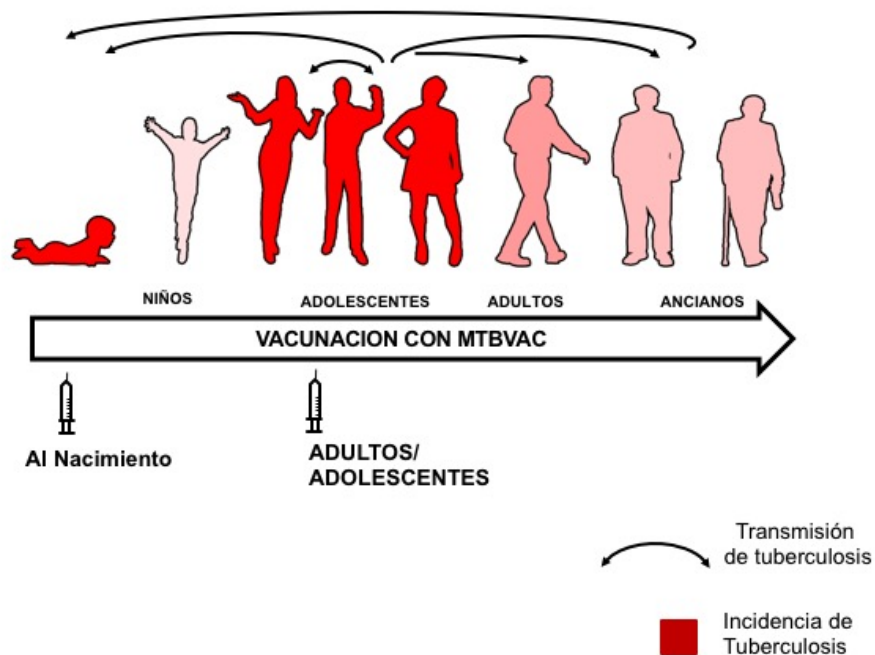 NIÑOS
ADOLESCENTES
ADULTOS
ANCIANOS
VACUNACION CON MTBVAC
Al Nacimiento
ADULTOS/
ADOLESCENTES
Transmisión
de tuberculosis
Incidencia de
Tuberculosis